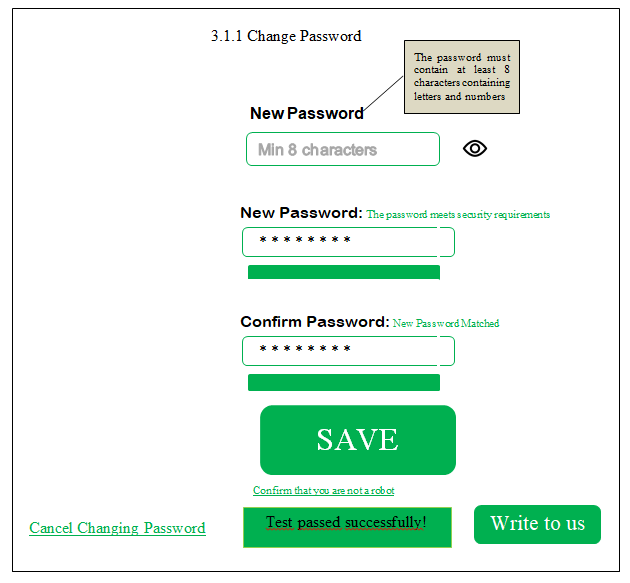 3.1.1 Change Password
The password must
contain at least 8
characters containing
letters and numbers
New Password
Min 8 characters
New Password: The password meets security requirements
* * * * * * * *
Confirm Password: New Password Matched
* * * * * * * *
SAVE
Confirm that you are not a robot
Cancel Changing Password
Test passed successfully!
Write to us